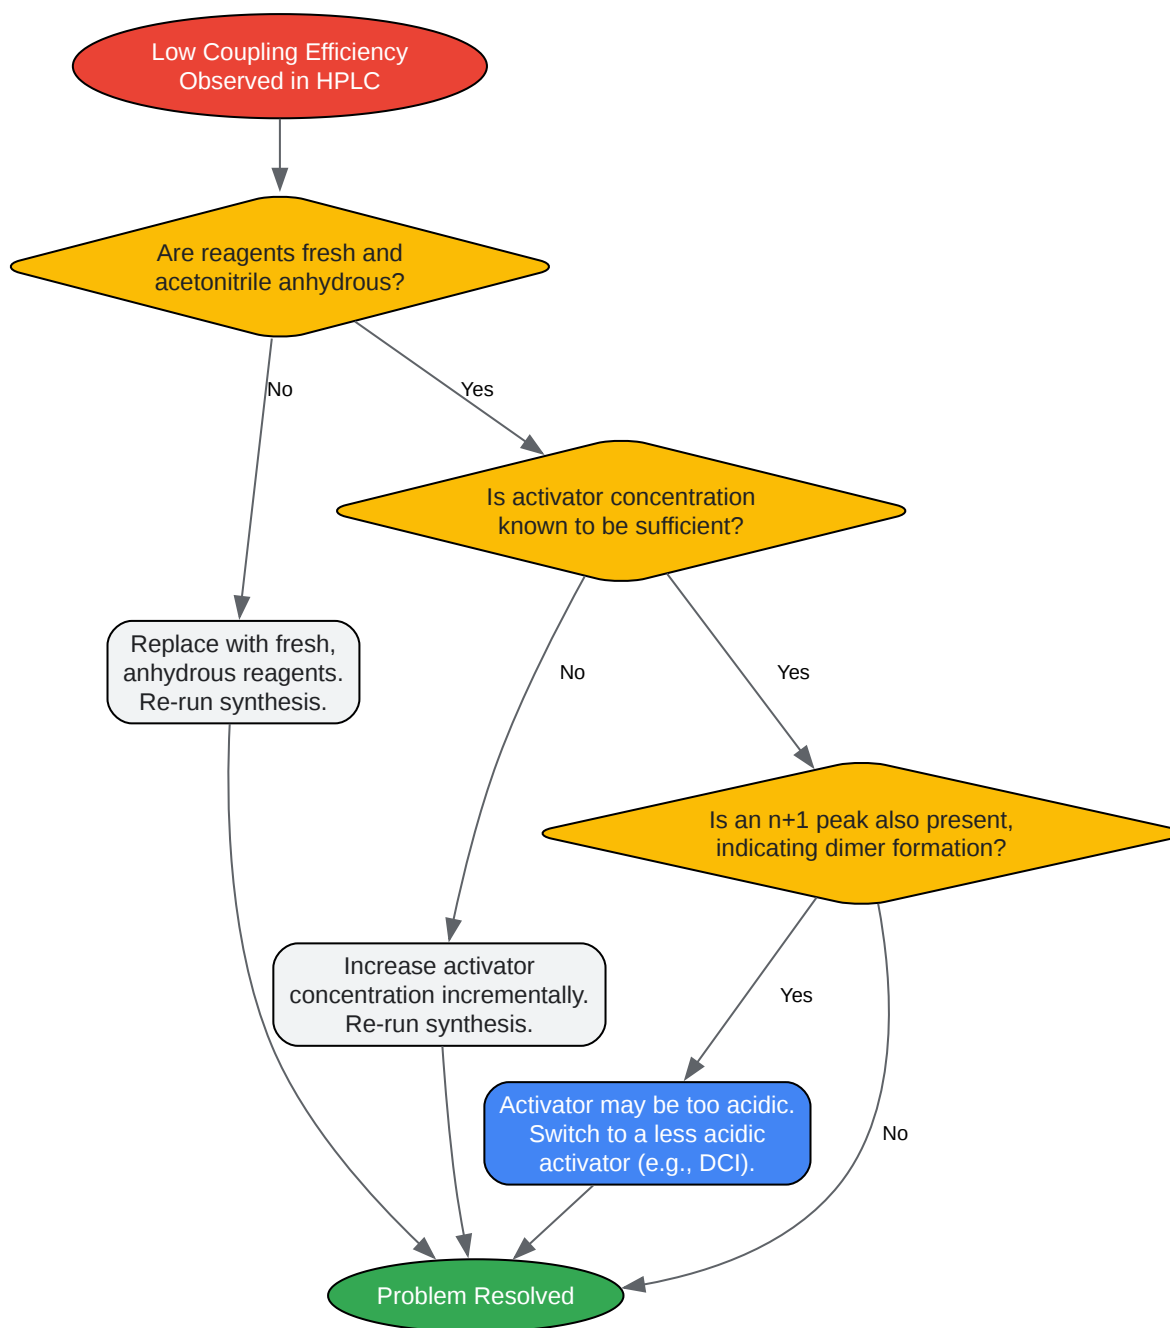 Low Coupling Efficiency
Observed in HPLC
Are reagents fresh and
acetonitrile anhydrous?
No
Yes
Is activator concentration
known to be sufficient?
Replace with fresh,
anhydrous reagents.
Re-run synthesis.
No
Yes
Is an n+1 peak also present,
indicating dimer formation?
Increase activator
concentration incrementally.
Re-run synthesis.
Yes
Activator may be too acidic.
Switch to a less acidic
activator (e.g., DCI).
No
Problem Resolved